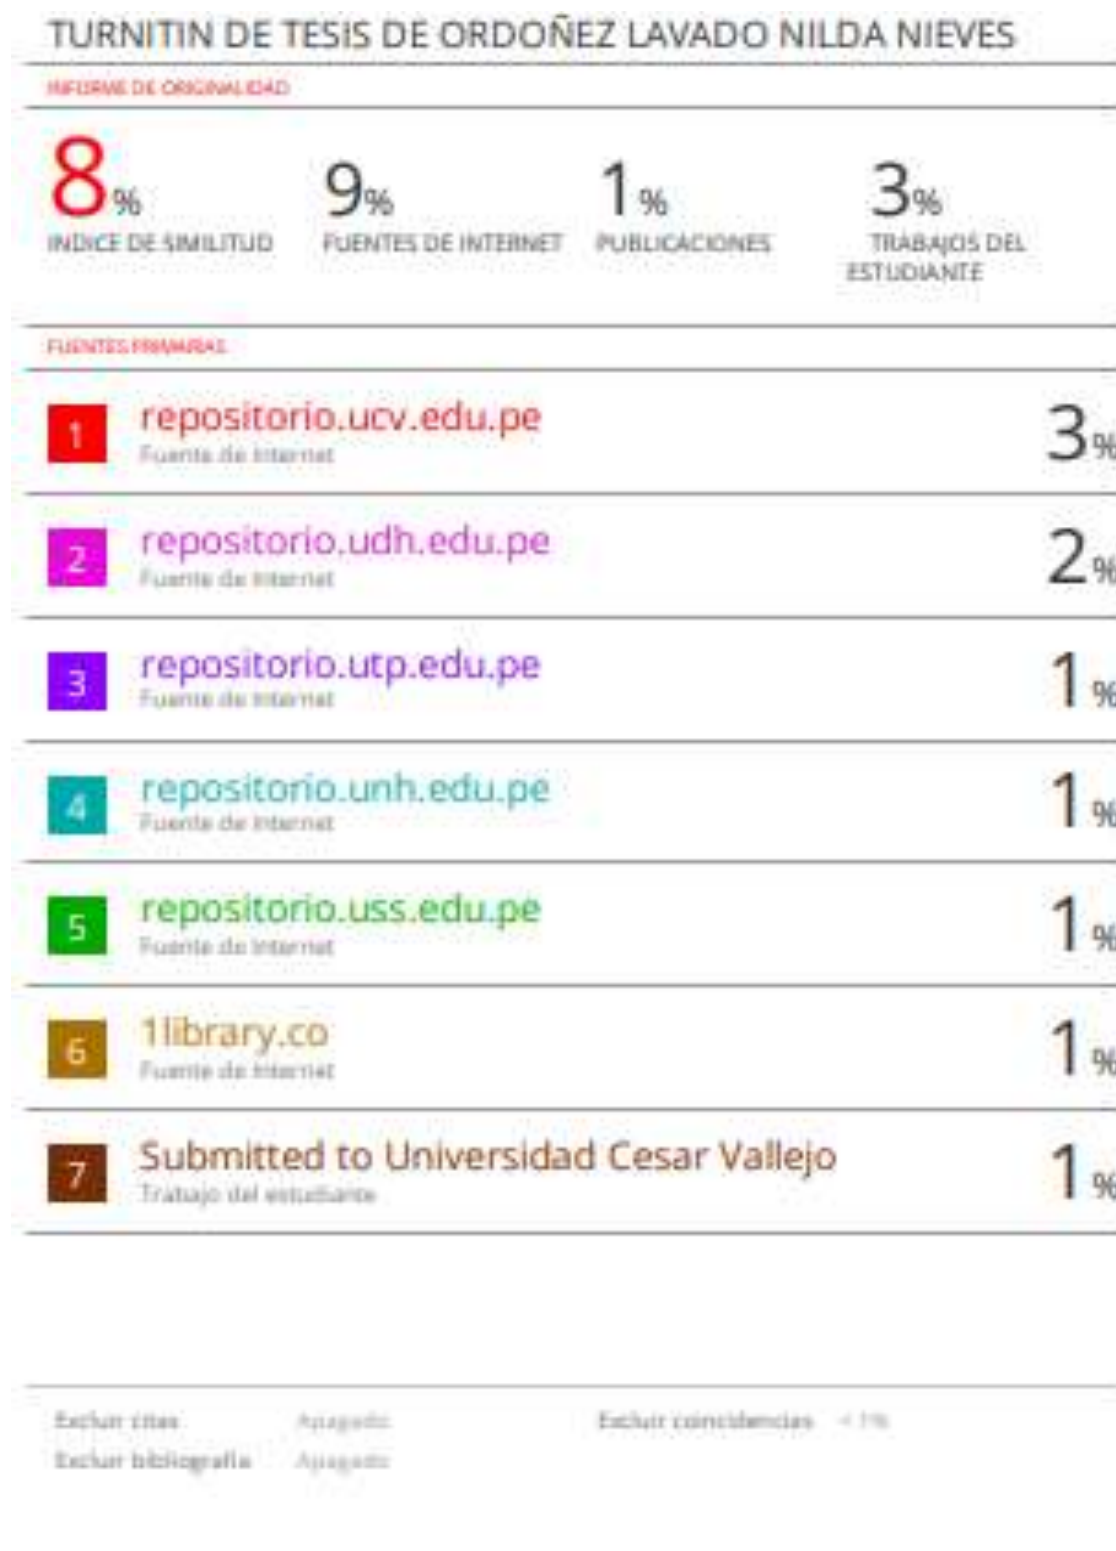 TURNITIN DE TESIS DE ORDOÑEZ LAVADO NILDA NIEVES
INFORME DE ORIGINALIDAD
8% 9% 1% 3%
INDICE DE SIMILITUD FUENTES DE INTERNET PUBLICACIONES TRABAJOS DEL
ESTUDIANTE
FUENTES PRIMARIAS
1 repositorio.ucv.edu.pe 3%
Fuente de Internet
2 repositorio.udh.edu.pe 2%
Fuente de Internet
3 repositorio.utp.edu.pe 1%
Fuente de Internet
4 repositorio.unh.edu.pe 1%
Fuente de Internet
5 repositorio.uss.edu.pe 1%
Fuente de Internet
6 1library.co 1%
Fuente de Internet
7 Submitted to Universidad Cesar Vallejo 1%
Trabajo del estudiante
Excluir citas Apagado Excluir coincidencias < 1%
Excluir bibliografía Apagado